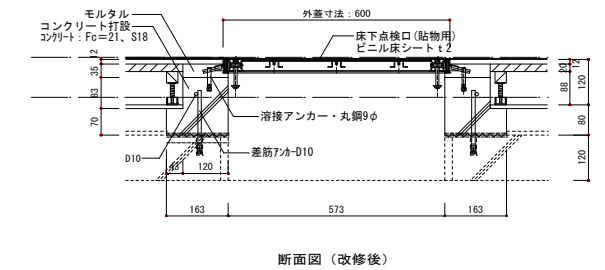 モルタル
コンクリート打設
コンクリート：Fc=21、S18
外蓋寸法：600
床下点検口(貼物用)
ビニル床シート t 2
12
35
83
70
20
12
88
120
80
120
溶接アンカー・丸鋼9φ
差筋アンカーD10
D10
43
120
163
573
163
断面図（改修後）